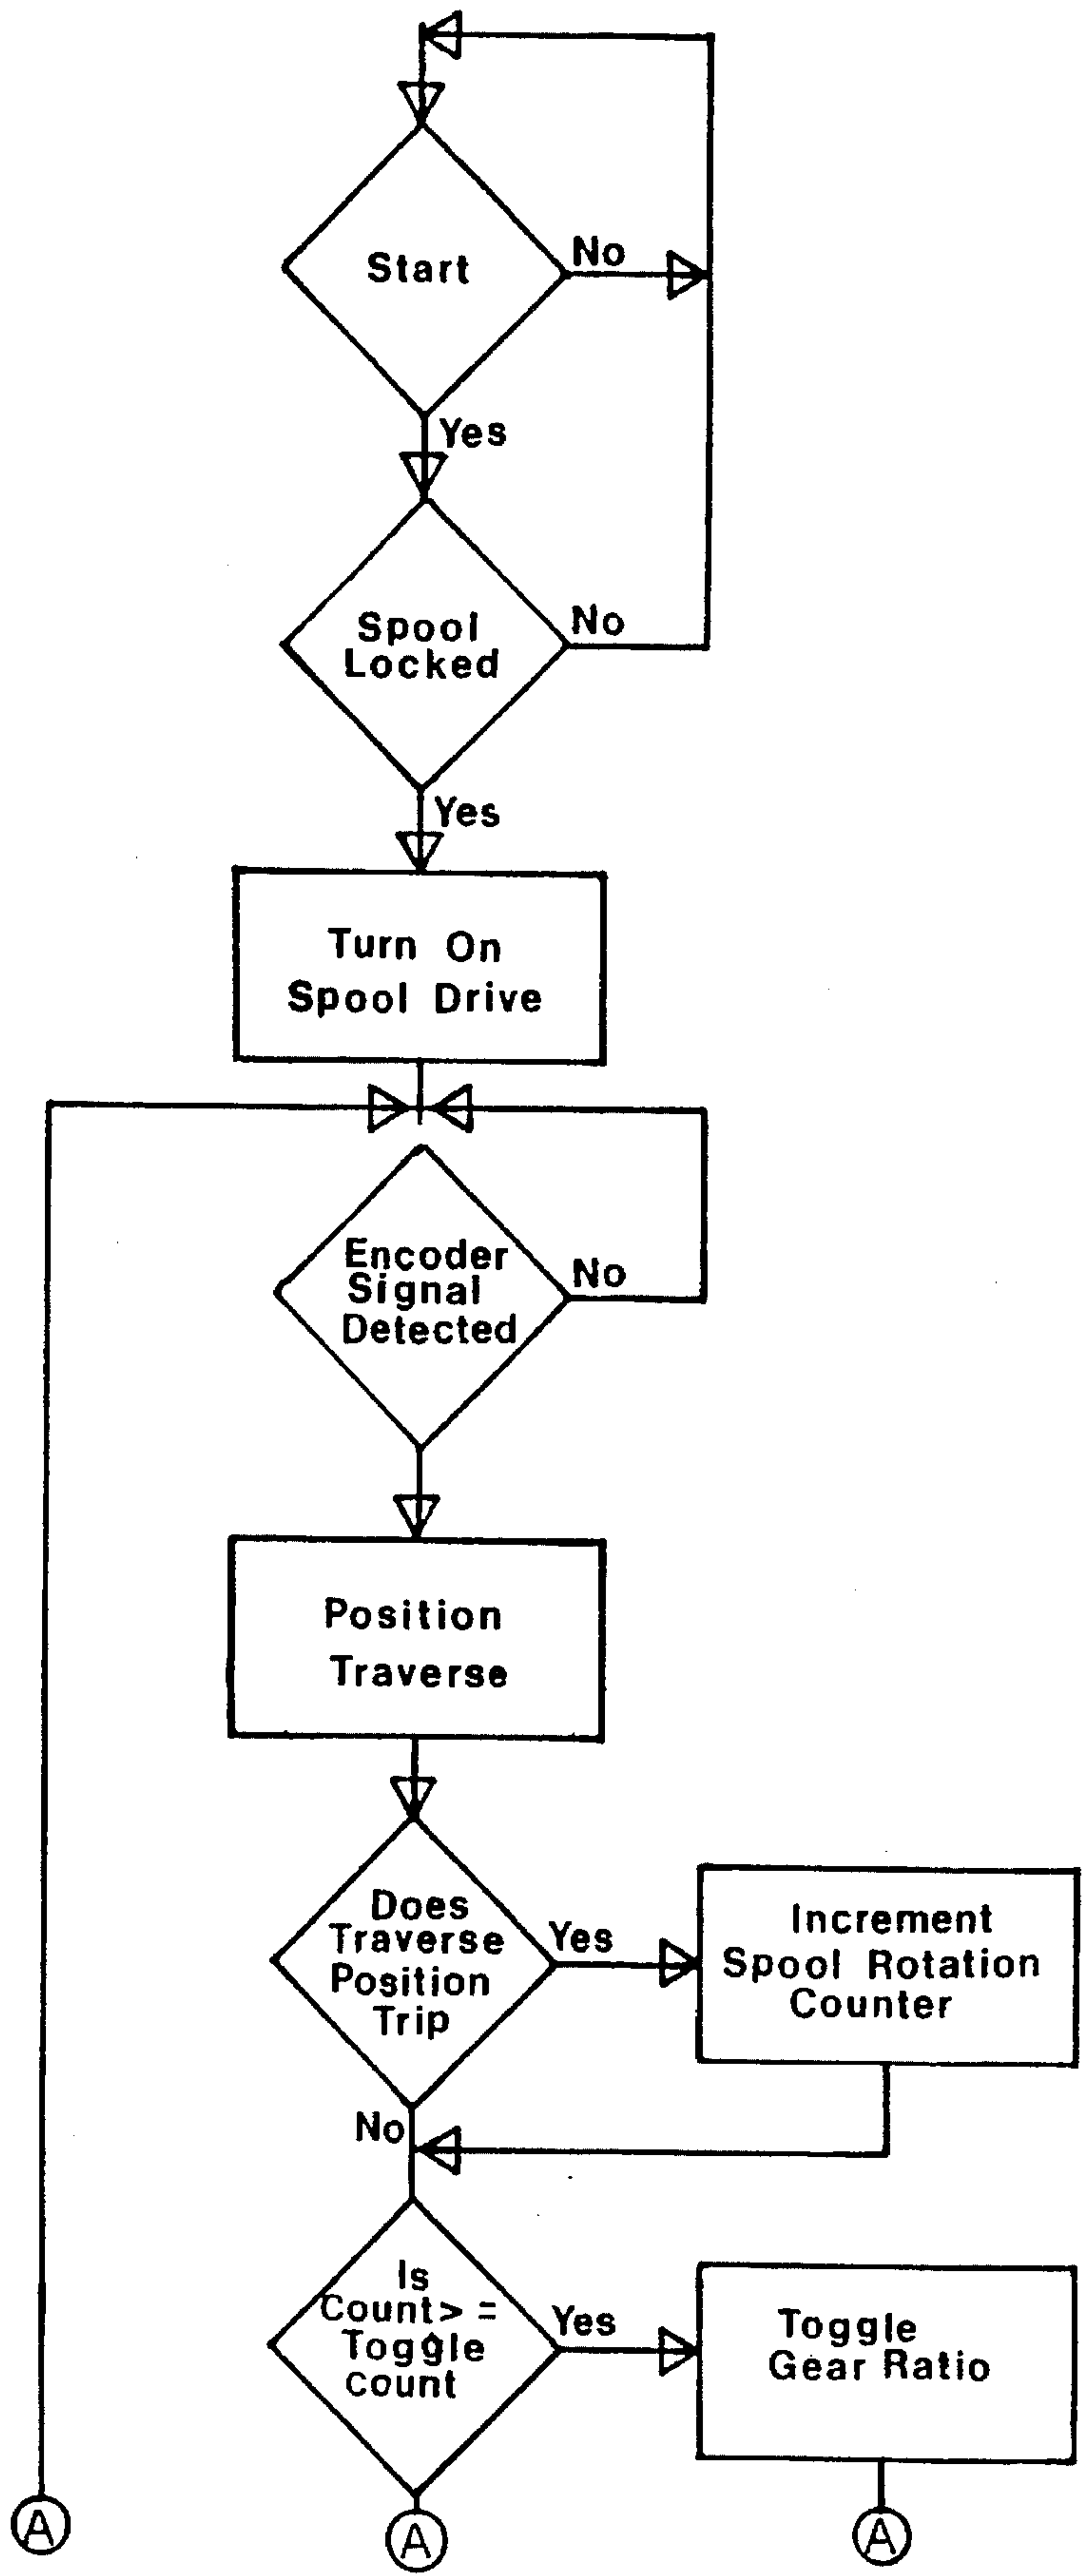 Start
No
Yes
Spool
Locked
No
Yes
Turn On
Spool Drive
Encoder
Signal
Detected
No
Position
Traverse
Does
Traverse
Position
Trip
Yes
Increment
Spool Rotation
Counter
No
Is
Count> =
Toggle
count
Yes
Toggle
Gear Ratio
A
A
A